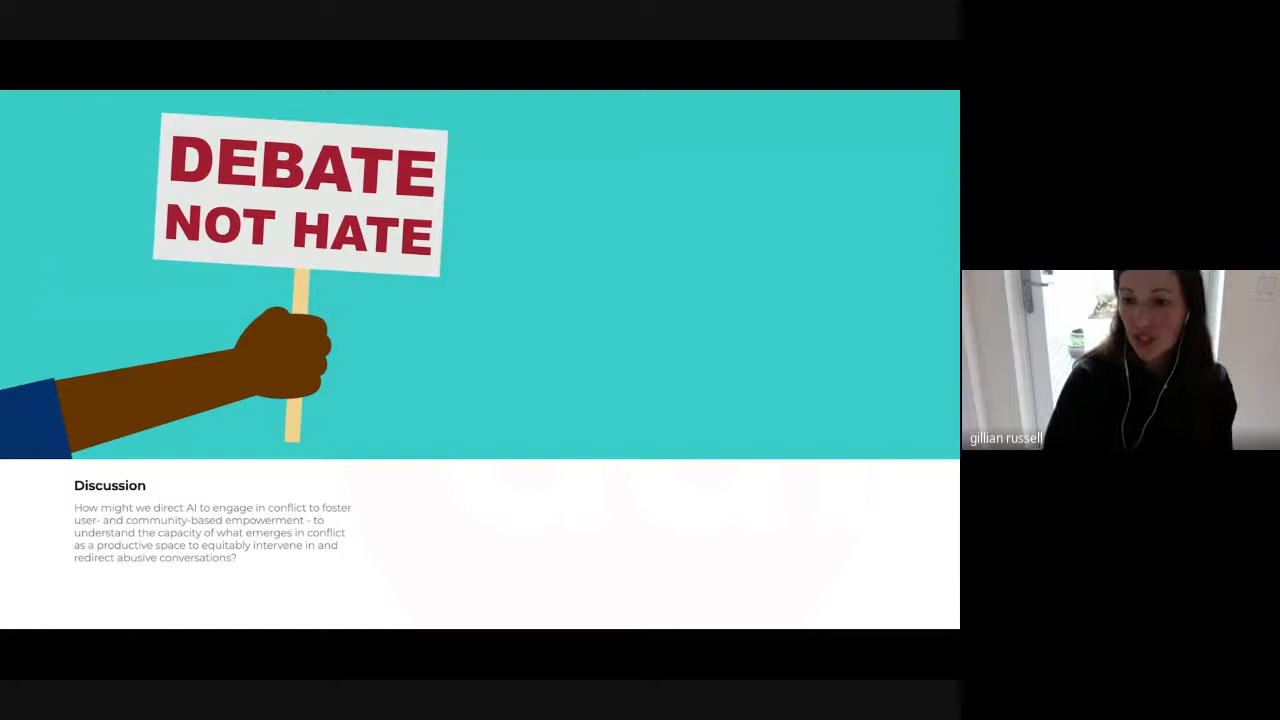 DEBATE
NOT HATE
Discussion
How might we direct AI to engage in conflict to foster
user- and community-based empowerment - to
understand the capacity of what emerges in conflict
as a productive space to equitably intervene in and
redirect abusive conversations?
gillian russell